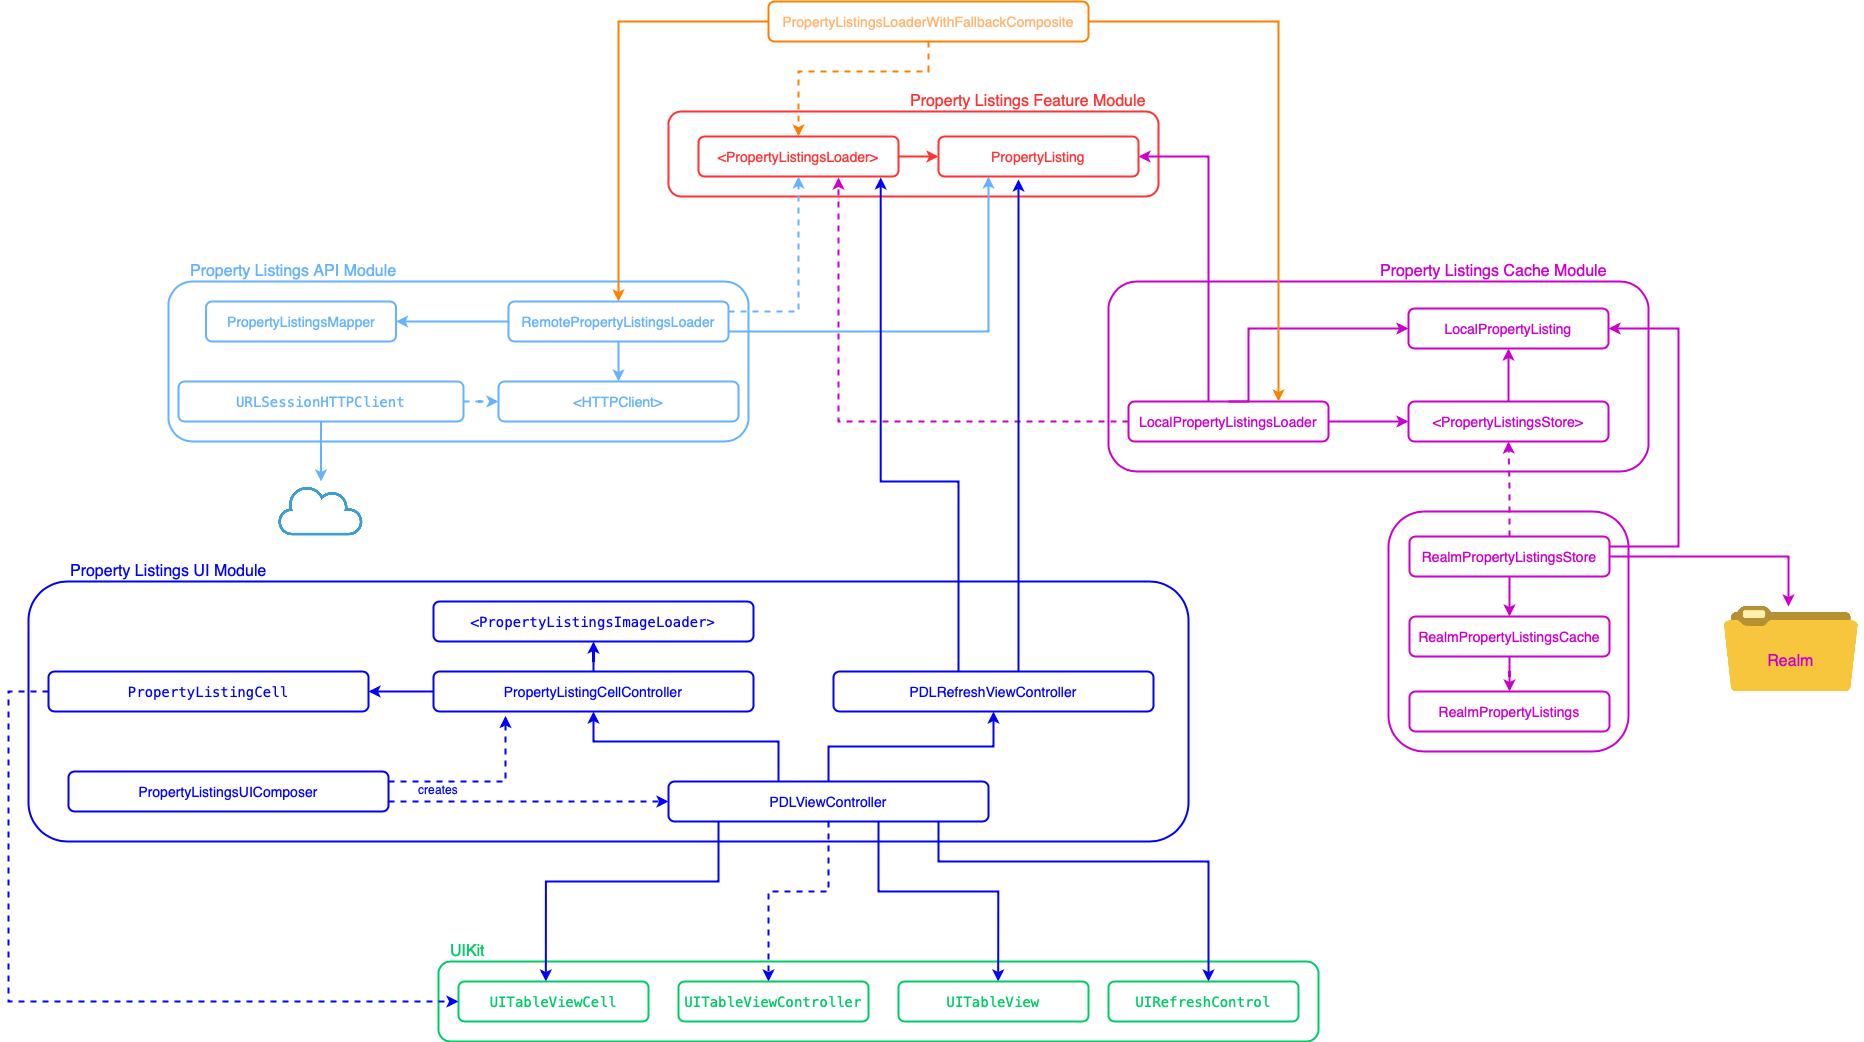 PropertyListingsLoaderWithFallbackComposite
Property Listings Feature Module
<PropertyListingsLoader>
PropertyListing
Property Listings API Module
Property Listings Cache Module
PropertyListingsMapper
RemotePropertyListingsLoader
LocalPropertyListing
URLSessionHTTPClient
<HTTPClient>
LocalPropertyListingsLoader
<PropertyListingsStore>
RealmPropertyListingsStore
Property Listings UI Module
<PropertyListingsImageLoader>
RealmPropertyListingsCache
Realm
PropertyListingCell
PropertyListingCellController
PDLRefreshViewController
RealmPropertyListings
PropertyListingsUIComposer
creates
PDLViewController
UIKit
UITableViewCell
UITableViewController
UITableView
UIRefreshControl